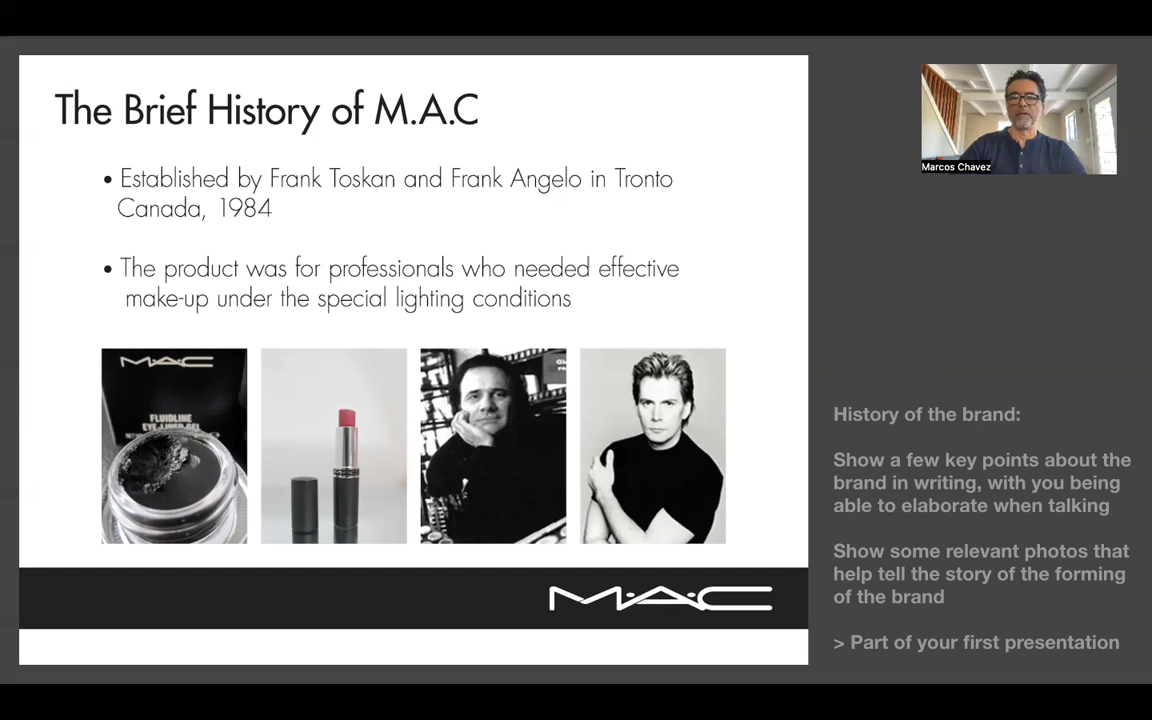 The Brief History of M.A.C
• Established by Frank Toskan and Frank Angelo in Tronto
Canada, 1984
• The product was for professionals who needed effective
make-up under the special lighting conditions
MAC
FLUIDLINE
EYE-LINER GEL
M·A·C
Marcos Chavez
History of the brand:
Show a few key points about the
brand in writing, with you being
able to elaborate when talking
Show some relevant photos that
help tell the story of the forming
of the brand
> Part of your first presentation